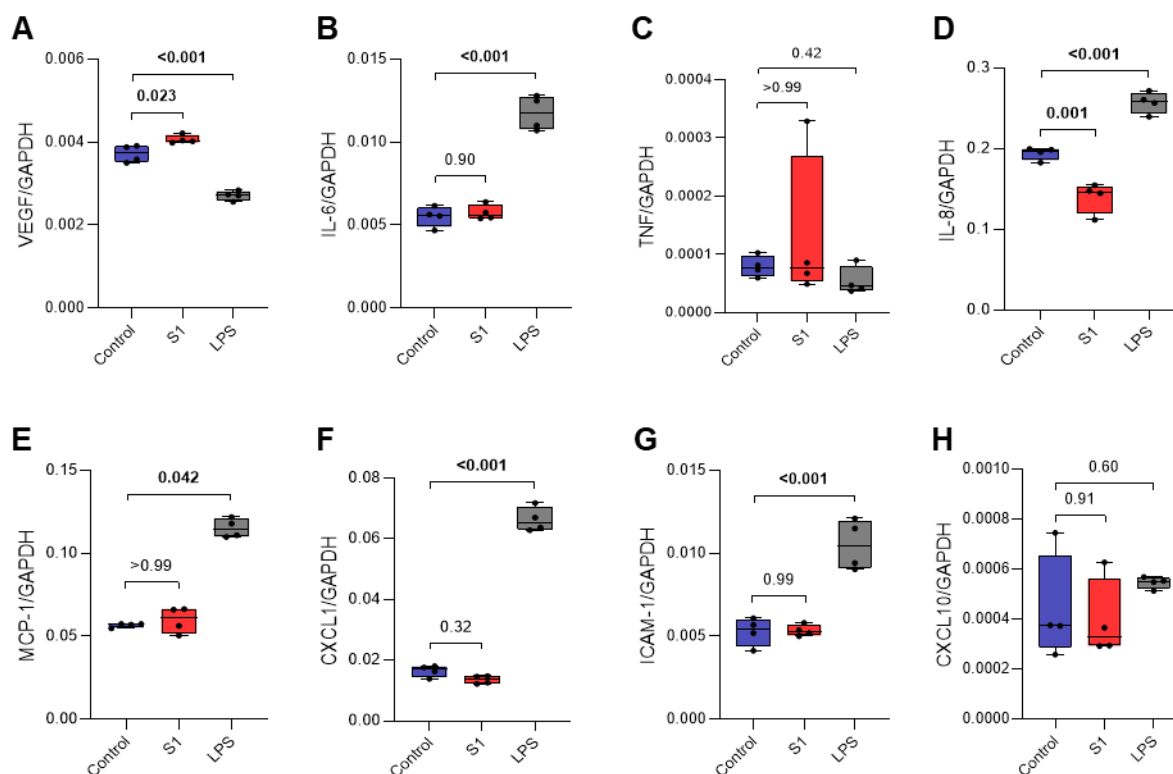 A
VEGF/GAPDH
0.006
0.004
0.002
0.000
<0.001
0.023
Control
S1
LPS
B
IL-6/GAPDH
0.015
0.010
0.005
0.000
<0.001
0.90
Control
S1
LPS
C
TNF/GAPDH
0.0004
0.0003
0.0002
0.0001
0.0000
0.42
>0.99
Control
S1
LPS
D
IL-8/GAPDH
0.3
0.2
0.1
0.0
<0.001
0.001
Control
S1
LPS
E
MCP-1/GAPDH
0.15
0.10
0.05
0.00
0.042
>0.99
Control
S1
LPS
F
CXCL1/GAPDH
0.08
0.06
0.04
0.02
0.00
<0.001
0.32
Control
S1
LPS
G
ICAM-1/GAPDH
0.015
0.010
0.005
0.000
<0.001
0.99
Control
S1
LPS
H
CXCL10/GAPDH
0.0010
0.0008
0.0006
0.0004
0.0002
0.0000
0.60
0.91
Control
S1
LPS